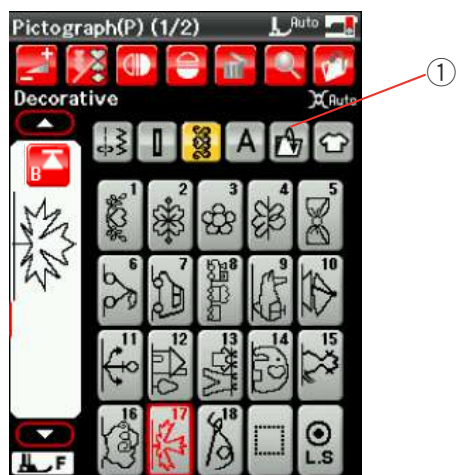 Pictograph(P) (1/2) Auto
Decorative Auto
①
A
B
1 2 3 4 5
6 7 8 9 10
11 12 13 14 15
16 17 18
L.S
F